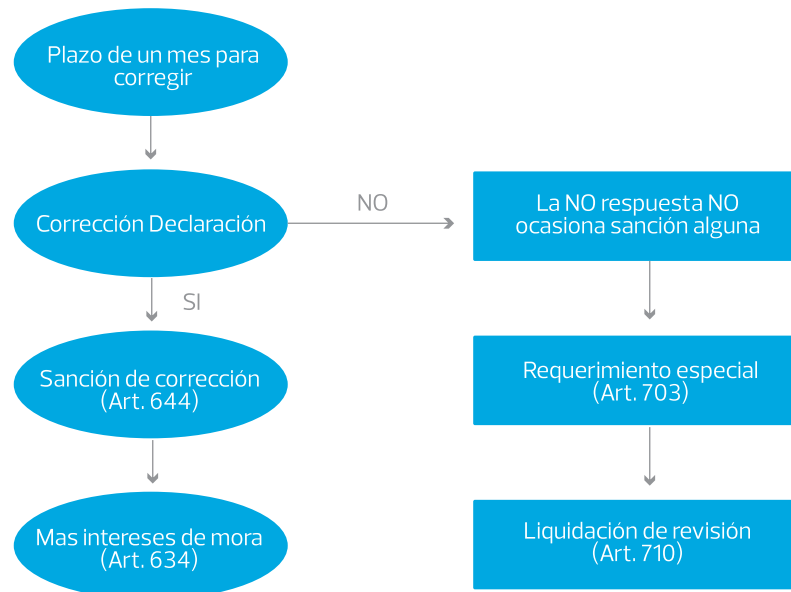 Plazo de un mes para
corregir
Corrección Declaración
NO
La NO respuesta NO
ocasiona sanción alguna
SI
Sanción de corrección
(Art. 644)
Requerimiento especial
(Art. 703)
Mas intereses de mora
(Art. 634)
Liquidación de revisión
(Art. 710)